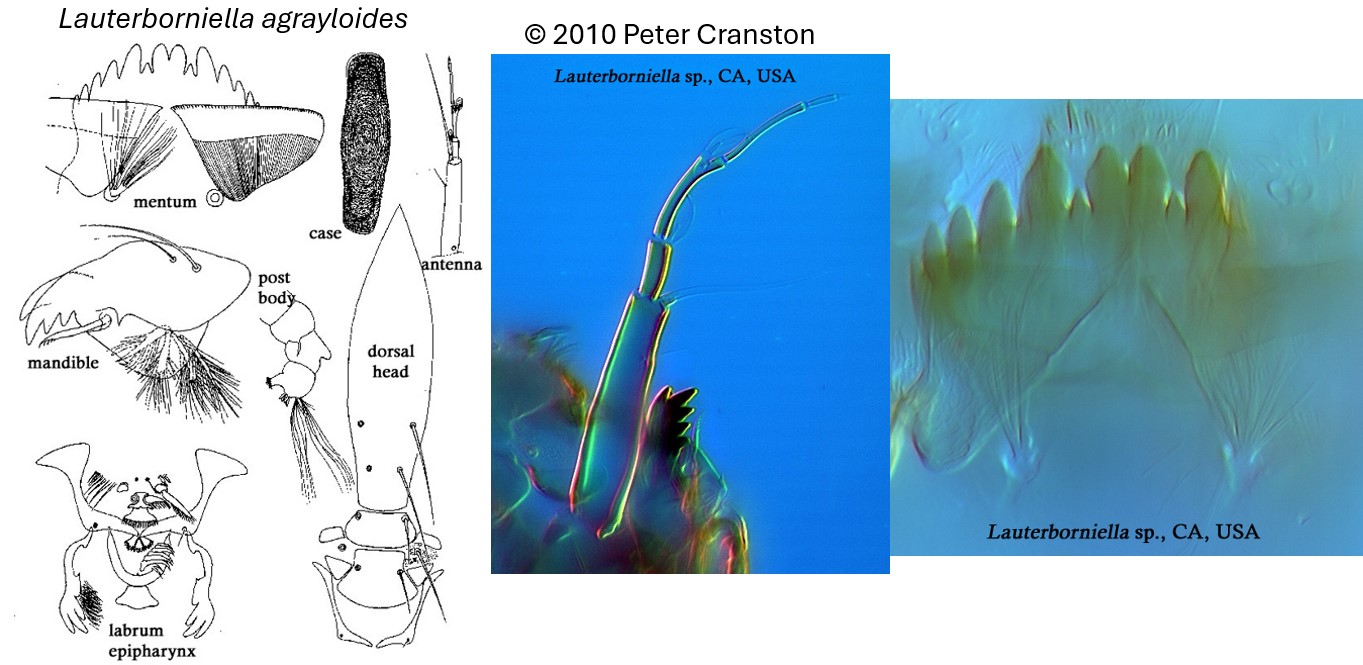 Lauterborniella agrayloides
© 2010 Peter Cranston
Lauterborniella sp., CA, USA
mentum
case
antenna
post
body
mandible
dorsal
head
labrum
epipharynx
Lauterborniella sp., CA, USA